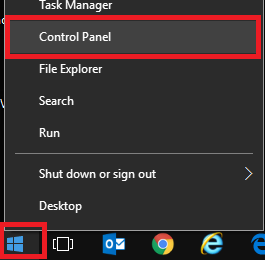 Task Manager
Control Panel
File Explorer
Search
Run
Shut down or sign out
Desktop